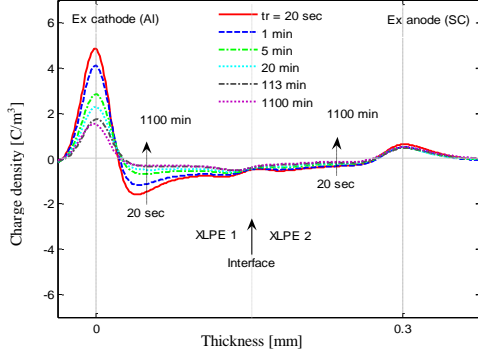 Ex cathode (Al)
Ex anode (SC)
tr = 20 sec
1 min
5 min
20 min
113 min
1100 min
6
4
2
0
-2
-4
-6
Charge density [C/m³]
1100 min
1100 min
20 sec
20 sec
XLPE 1
XLPE 2
Interface
0
0.3
Thickness [mm]